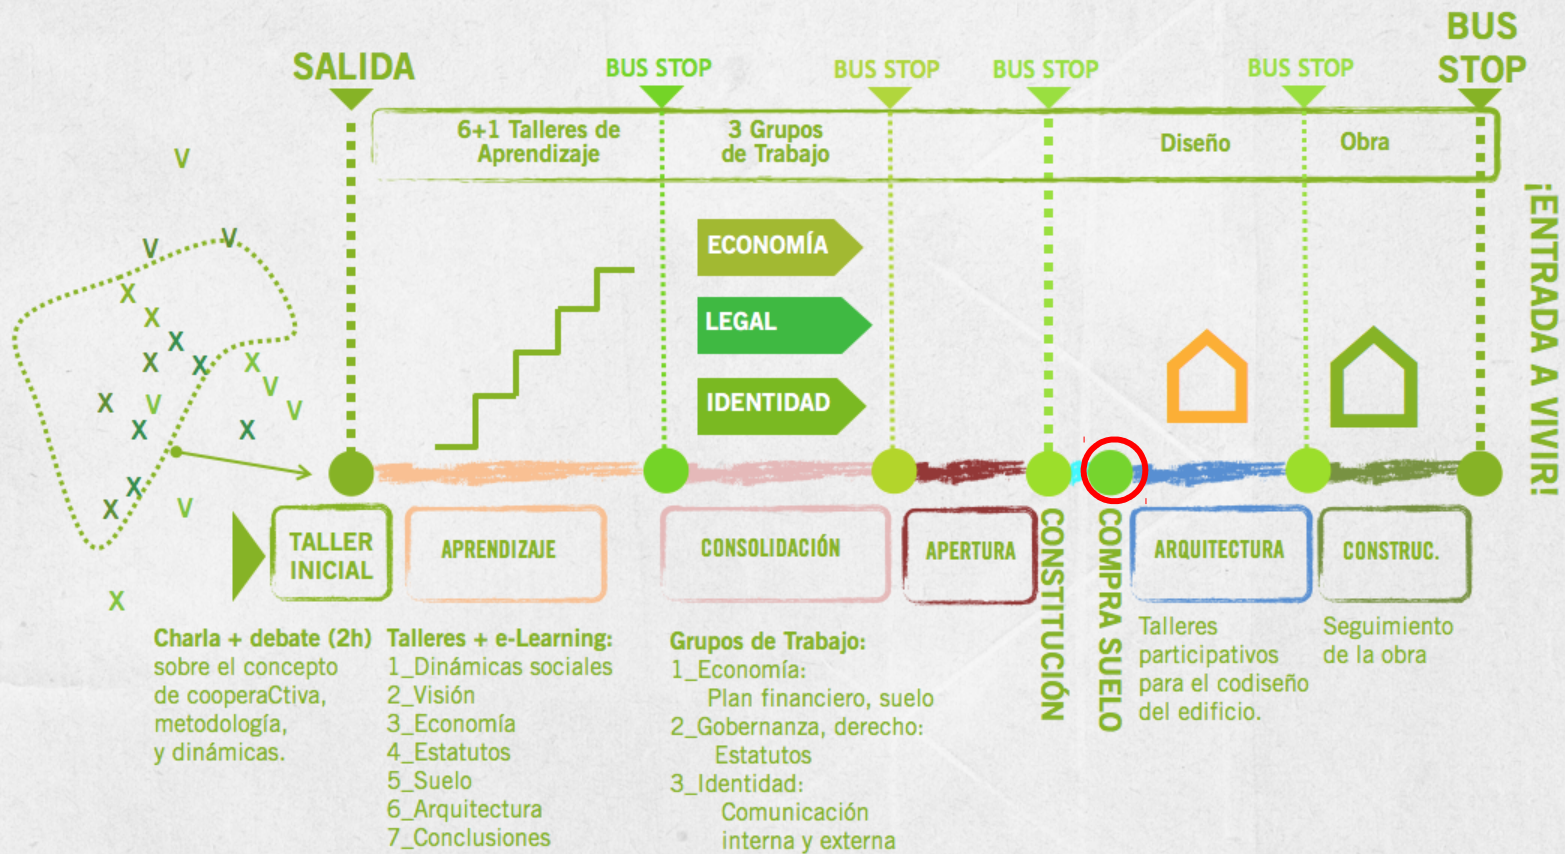 SALIDA
BUS STOP
BUS STOP
BUS STOP
BUS STOP
BUS
STOP
6+1 Talleres de
Aprendizaje
3 Grupos
de Trabajo
Diseño
Obra
V
V
V
X
X
X
X
X
X
V
X
V
V
X
X
X
X
V
X
ECONOMÍA
LEGAL
IDENTIDAD
¡ENTRADA A VIVIR!
TALLER
INICIAL
APRENDIZAJE
CONSOLIDACIÓN
APERTURA
CONSTITUCIÓN
COMPRA SUELO
ARQUITECTURA
CONSTRUC.
Charla + debate (2h)
sobre el concepto
de cooperaCtiva,
metodología,
y dinámicas.
Talleres + e-Learning:
1_Dinámicas sociales
2_Visión
3_Economía
4_Estatutos
5_Suelo
6_Arquitectura
7_Conclusiones
Grupos de Trabajo:
1_Economía:
Plan financiero, suelo
2_Gobernanza, derecho:
Estatutos
3_Identidad:
Comunicación
interna y externa
Talleres
participativos
para el codiseño
del edificio.
Seguimiento
de la obra